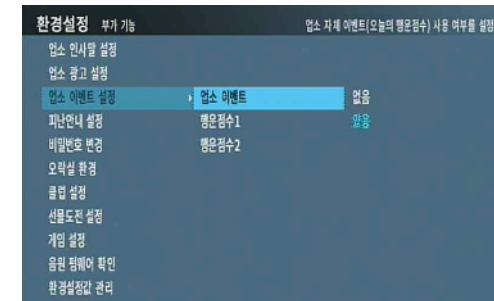 환경설정 부가 기능 업소 자체 이벤트(오늘의 행운점수) 사용 여부를 설정
업소 인사말 설정
업소 광고 설정
업소 이벤트 설정 업소 이벤트 없음
피난안내 설정 행운점수1 있음
비밀번호 변경 행운점수2
오락실 환경
클럽 설정
선물도전 설정
게임 설정
음원 펌웨어 확인
환경설정값 관리